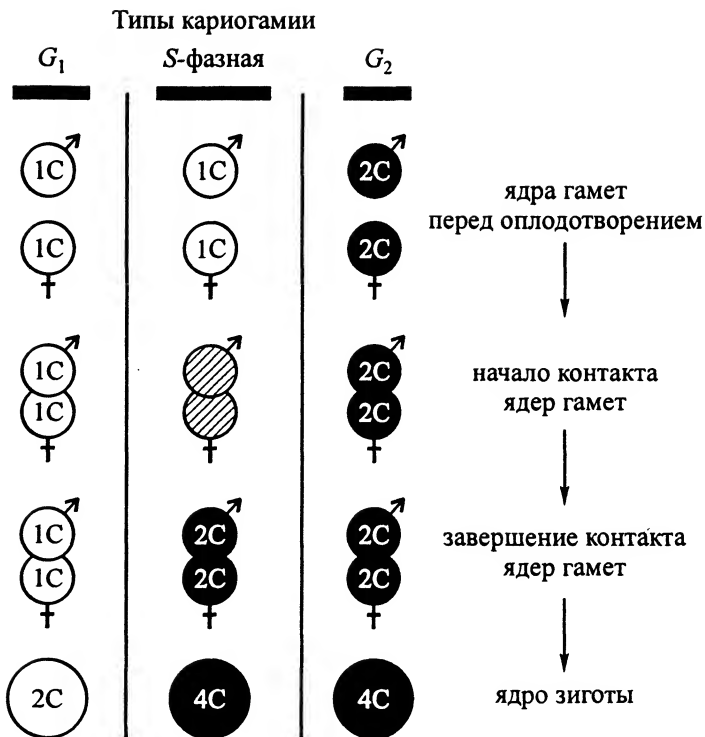 Типы кариогамии
G₁ S-фазная G₂
1C 1C 2C
ядра гамет
перед оплодотворением
1C 1C 2C
1C 2C
начало контакта
ядер гамет
1C 2C
1C 2C 2C
завершение контакта
ядер гамет
1C 2C 2C
2C 4C 4C
ядро зиготы